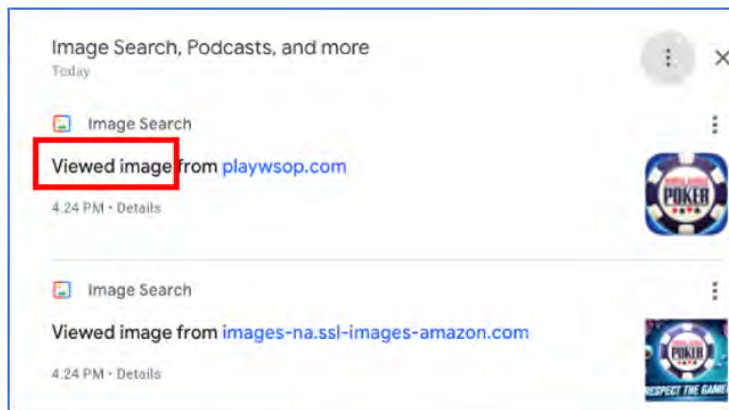 Image Search, Podcasts, and more
Today
Image Search
Viewed image from playwsop.com
POKER
4:24 PM • Details
Image Search
Viewed image from images-na.ssl-images-amazon.com
POKER
4:24 PM • Details
RESPECT THE GAME